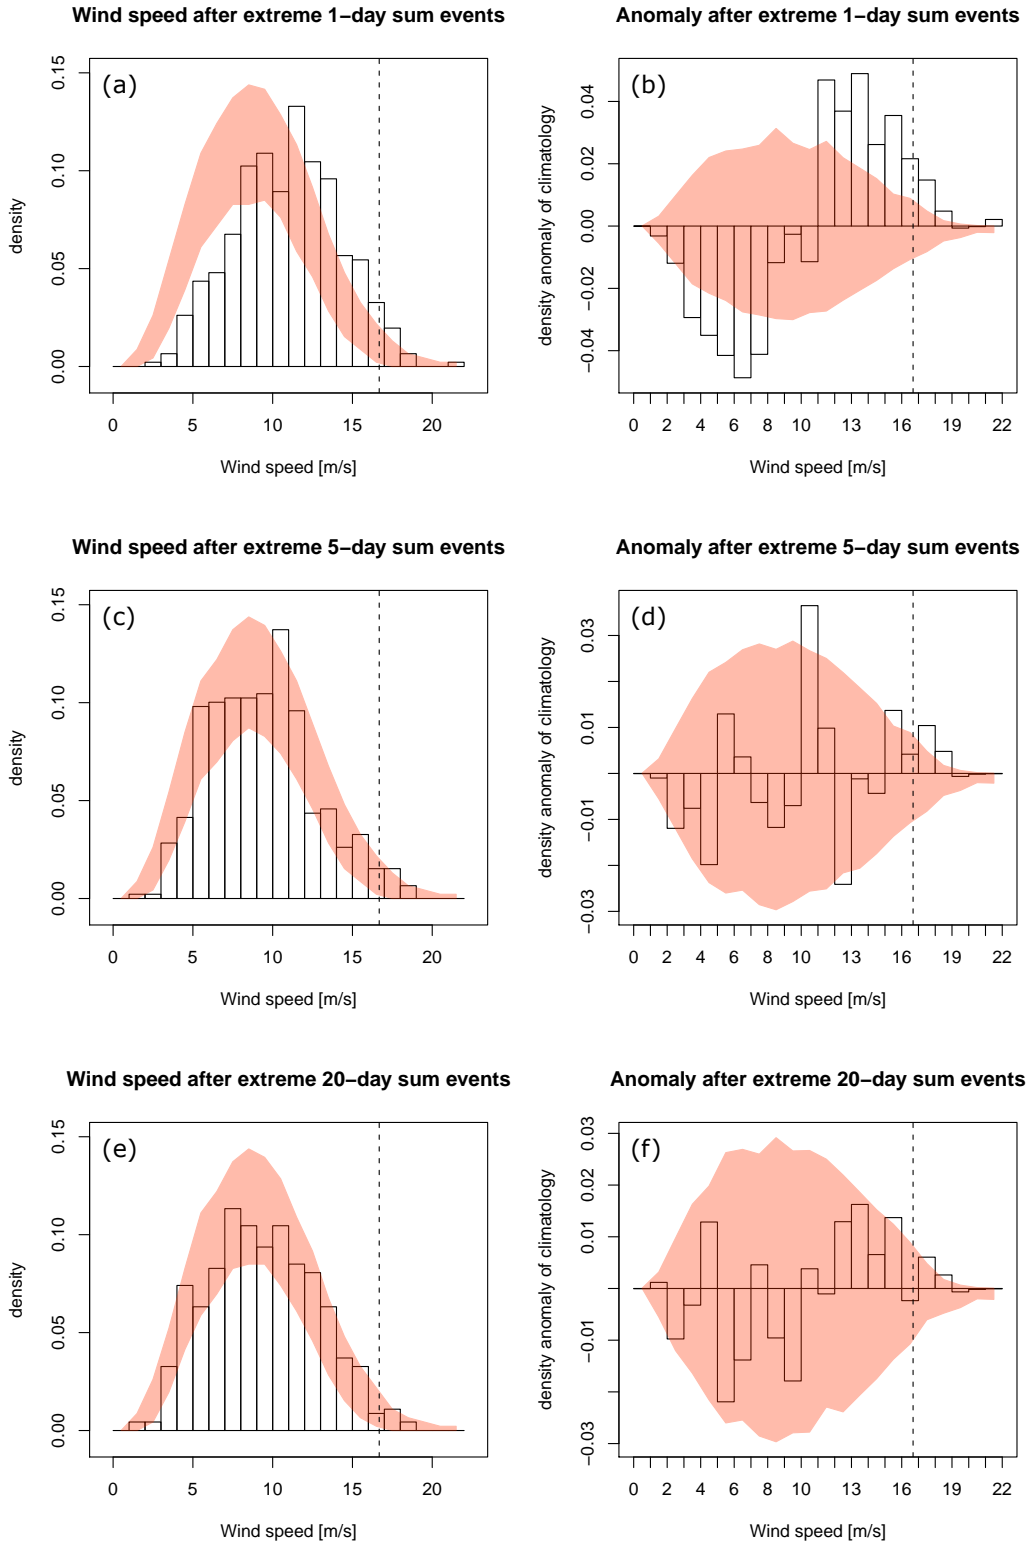 Wind speed after extreme 1−day sum events
(a)
density
0.00 0.05 0.10 0.15
0 5 10 15 20
Wind speed [m/s]
Anomaly after extreme 1−day sum events
(b)
density anomaly of climatology
−0.04 −0.02 0.00 0.02 0.04
0 2 4 6 8 10 13 16 19 22
Wind speed [m/s]
Wind speed after extreme 5−day sum events
(c)
density
0.00 0.05 0.10 0.15
0 5 10 15 20
Wind speed [m/s]
Anomaly after extreme 5−day sum events
(d)
density anomaly of climatology
−0.03 −0.01 0.01 0.03
0 2 4 6 8 10 13 16 19 22
Wind speed [m/s]
Wind speed after extreme 20−day sum events
(e)
density
0.00 0.05 0.10 0.15
0 5 10 15 20
Wind speed [m/s]
Anomaly after extreme 20−day sum events
(f)
density anomaly of climatology
−0.03 −0.01 0.01 0.02 0.03
0 2 4 6 8 10 13 16 19 22
Wind speed [m/s]